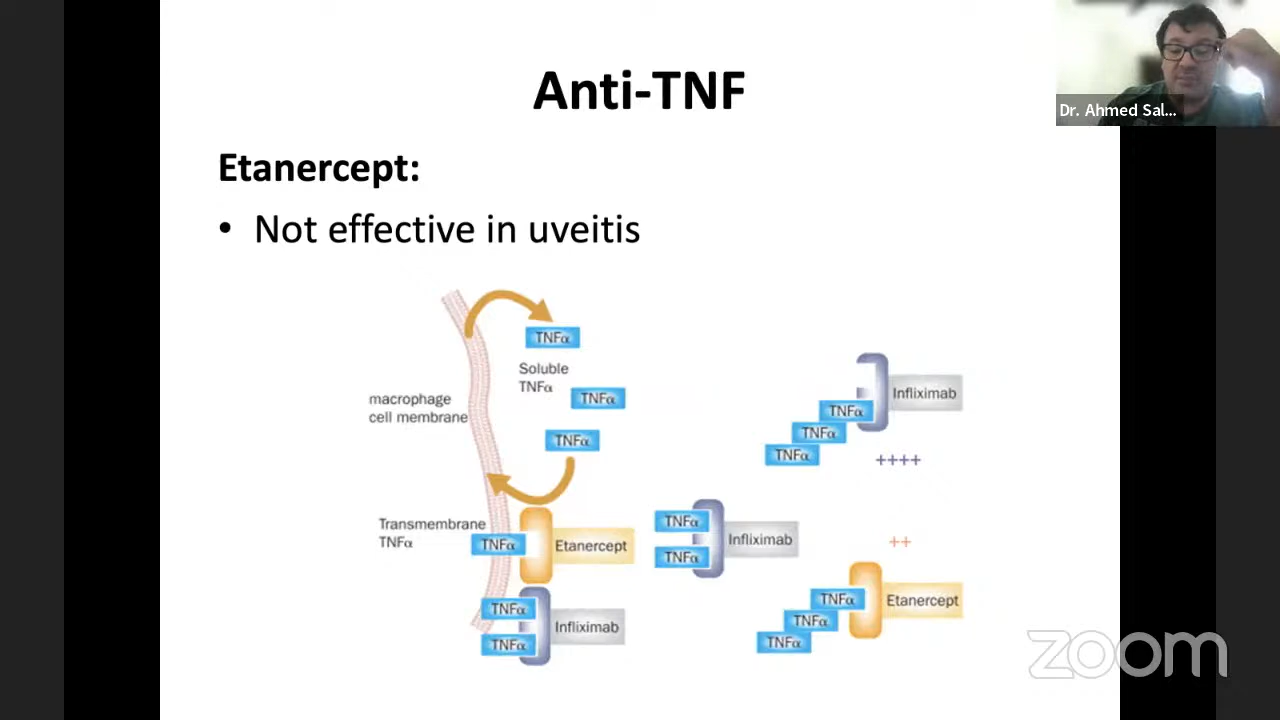 Anti-TNF
Dr. Ahmed Sal...
Etanercept:
• Not effective in uveitis
TNFα
Soluble
TNFα
TNFα
TNFα
macrophage
cell membrane
Transmembrane
TNFα
TNFα
Etanercept
TNFα
TNFα
Infliximab
TNFα
TNFα
Infliximab
Infliximab
TNFα
TNFα
TNFα
++++
++
Etanercept
TNFα
TNFα
TNFα
zoom